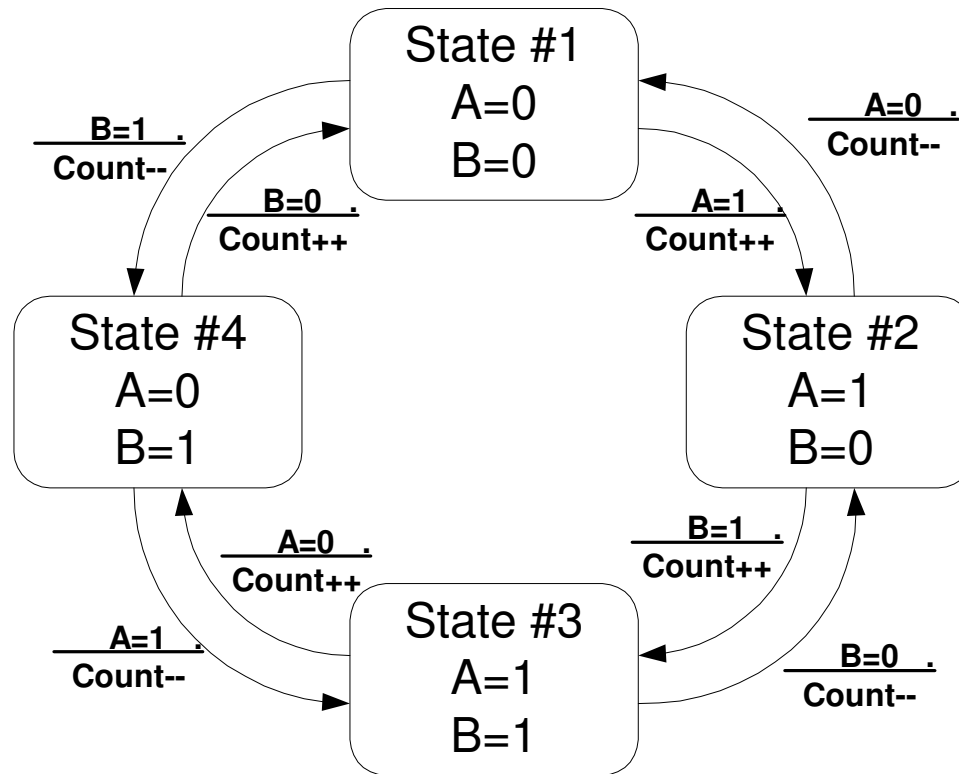 State #1
A=0
B=0
B=1 .
Count--
A=0 .
Count--
B=0 .
Count++
A=1 .
Count++
State #4
A=0
B=1
State #2
A=1
B=0
A=0 .
Count++
B=1 .
Count++
State #3
A=1
B=1
A=1 .
Count--
B=0 .
Count--